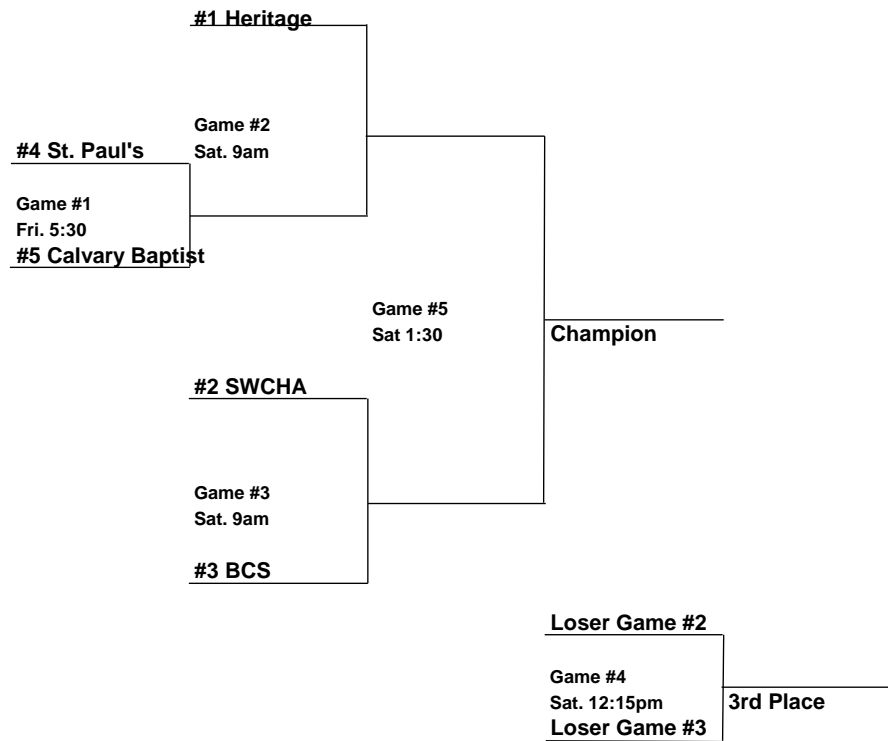 #1 Heritage
Game #2
Sat. 9am
#4 St. Paul's
Game #1
Fri. 5:30
#5 Calvary Baptist
Game #5
Sat 1:30
Champion
#2 SWCHA
Game #3
Sat. 9am
#3 BCS
Loser Game #2
Game #4
Sat. 12:15pm
3rd Place
Loser Game #3